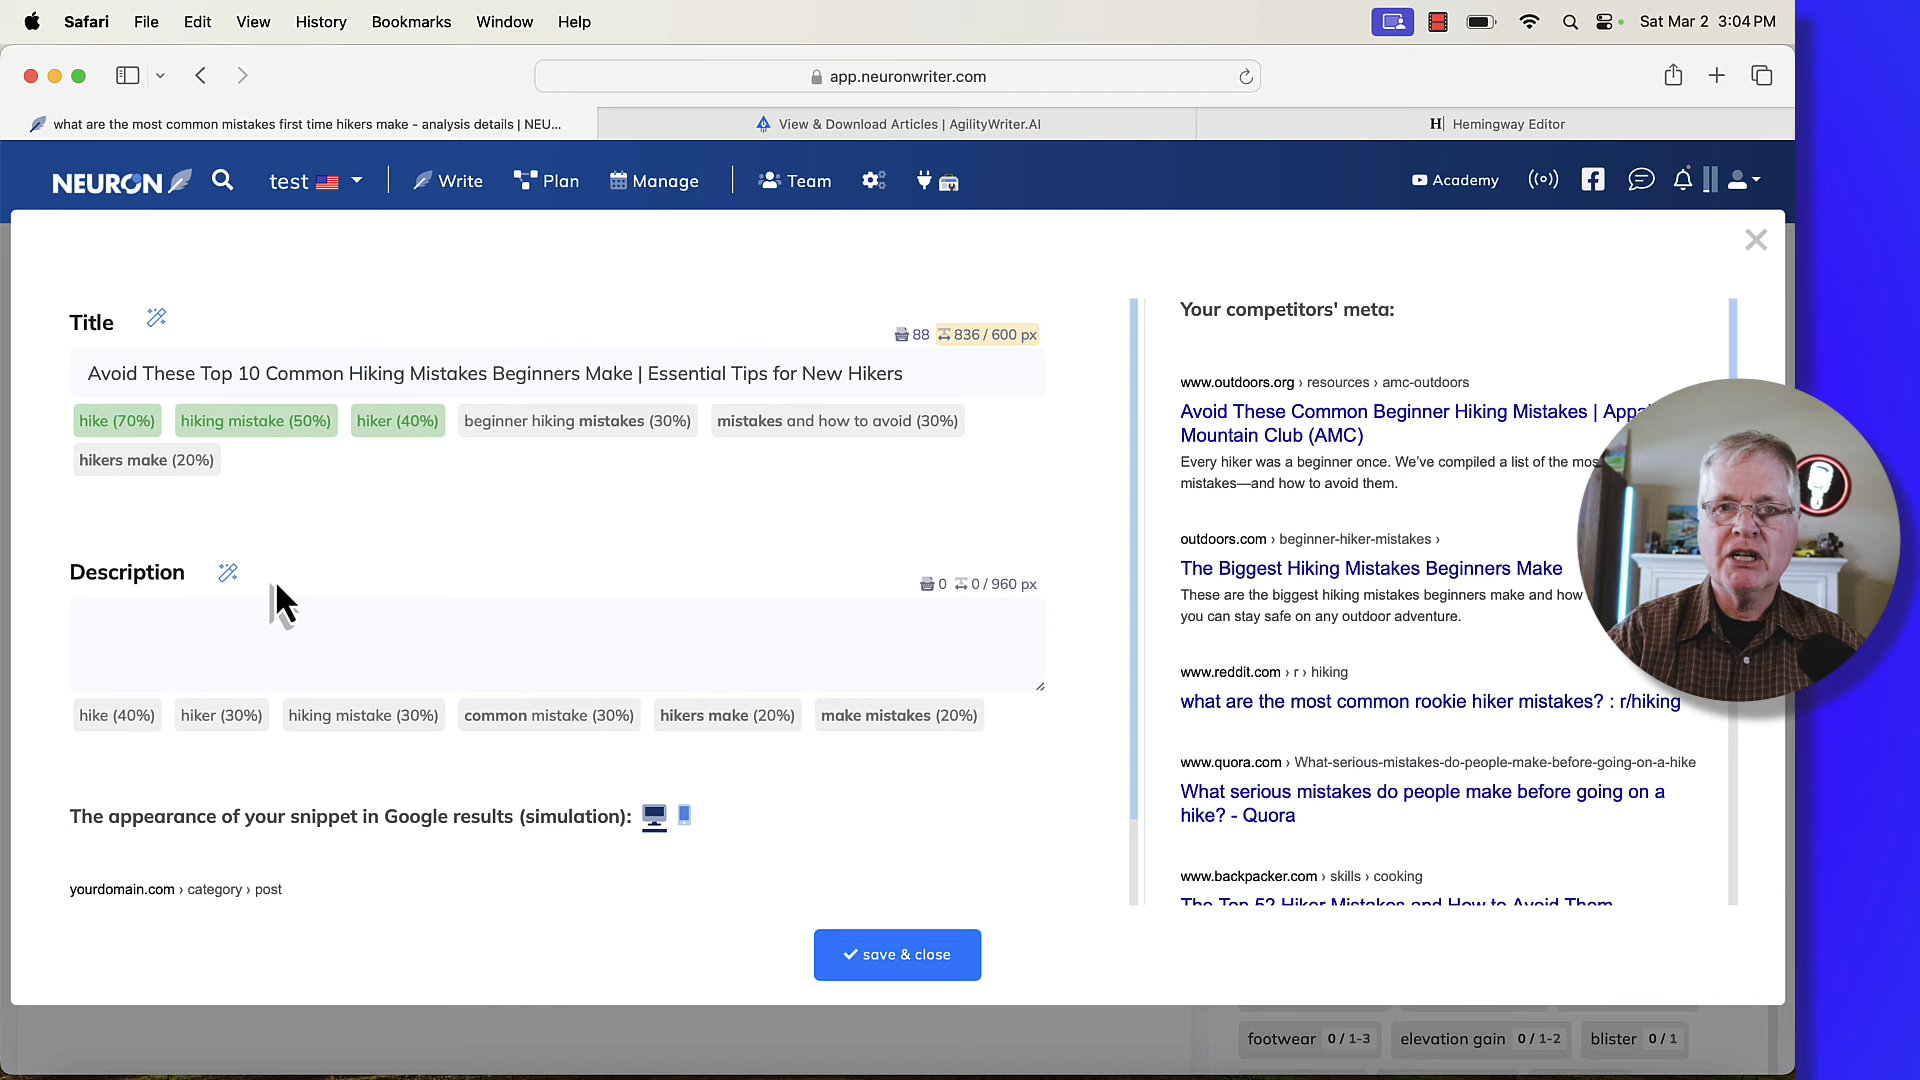 Safari File Edit View History Bookmarks Window Help Sat Mar 2 3:04 PM
app.neuronwriter.com
what are the most common mistakes first time hikers make - analysis details | NEU...
View & Download Articles | AgilityWriter.AI
Hemingway Editor
NEURON test Write Plan Manage Team Academy
Title
88 836 / 600 px
Avoid These Top 10 Common Hiking Mistakes Beginners Make | Essential Tips for New Hikers
hike (70%) hiking mistake (50%) hiker (40%) beginner hiking mistakes (30%) mistakes and how to avoid (30%)
hikers make (20%)
Description
0 0 / 960 px
hike (40%) hiker (30%) hiking mistake (30%) common mistake (30%) hikers make (20%) make mistakes (20%)
The appearance of your snippet in Google results (simulation):
yourdomain.com › category › post
save & close
Your competitors' meta:
www.outdoors.org › resources › amc-outdoors
Avoid These Common Beginner Hiking Mistakes |
Mountain Club (AMC)
Every hiker was a beginner once. We've compiled a list of the
mistakes—and how to avoid them.
outdoors.com › beginner-hiker-mistakes ›
The Biggest Hiking Mistakes Beginners Make
These are the biggest hiking mistakes beginners make and how
you can stay safe on any outdoor adventure.
www.reddit.com › r › hiking
what are the most common rookie hiker mistakes? : r/hiking
www.quora.com › What-serious-mistakes-do-people-make-before-going-on-a-hike
What serious mistakes do people make before going on a
hike? - Quora
www.backpacker.com › skills › cooking
The Top 52 Hiker Mistakes and How to Avoid Them
footwear 0 / 1-3 elevation gain 0 / 1-2 blister 0 / 1